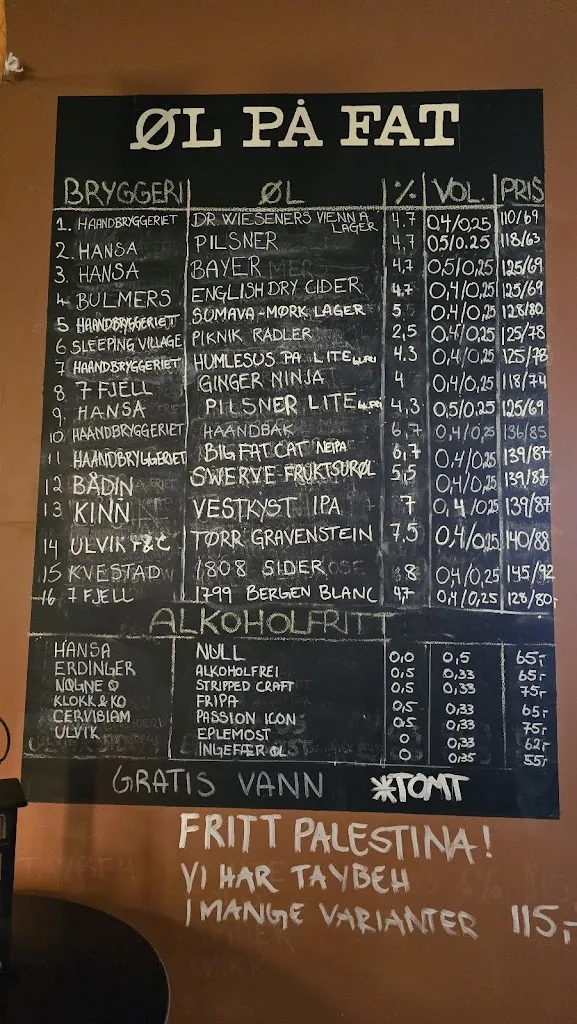 ØL PÅ FAT
BRYGGERI ØL % VOL. PRIS
1. HAANDBRYGGERIET DR WIESENERS VIENNA LAGER 4.7 0.4/0.25 110/69
2. HANSA PILSNER 4.7 0.5/0.25 118/63
3. HANSA BAYER 4,7 0,5/0.25 125/69
4. BULMERS ENGLISH DRY CIDER 4.7 0,4/0,25 125/69
5 HAANDBRYGGERIET SUMAVA-MØRK LAGER 5 0.4/0.25 128/80
6 SLEEPING VILLAGE PIKNIK RADLER 2,5 0.4/0.25 125/78
7 HAANDBRYGGERIET HUMLESUS PA LITE 4.3 0,4/0,25 125/78
8 7 FJELL GINGER NINJA 4 0.4/0.25 118/74
9. HANSA PILSNER LITE 4,3 0,5/0.25 125/69
10 HAANDBRYGGERIET HAANDBAK 6,7 0,4/0,25 136/85
11 HAANDBRYGGERIET BIG FAT CAT NEIPA 6,7 0,4/0,25 139/87
12 BÅDIN SWERVE FRUKTSURØL 5,5 0,4/0,25 139/87
13 KINN VESTKYST IPA 7 0,4/0,25 139/87
14 ULVIK F&C TØRR GRAVENSTEIN 7.5 0,4/0,25 140/88
15 KVESTAD 1808 SIDER 8 0,4/0,25 145/92
16 7 FJELL 1799 BERGEN BLANC 4,7 0.4/0,25 128/80,-
ALKOHOLFRITT
HANSA NULL 0,0 0,5 65,-
ERDINGER ALKOHOLFREI 0,5 0,33 65,-
NØGNE Ø STRIPPED CRAFT 0,5 0,33 75,-
KLOKK & KO FRIPA 0,5 0,33 65,-
CERVISIAM PASSION ICON 0,5 0,33 75,-
ULVIK EPLEMOST 0 0,33 62,-
INGEFÆR ØL 0 0,35 55,-
GRATIS VANN *TOMT
FRITT PALESTINA!
VI HAR TAYBEH
I MANGE VARIANTER 115,-